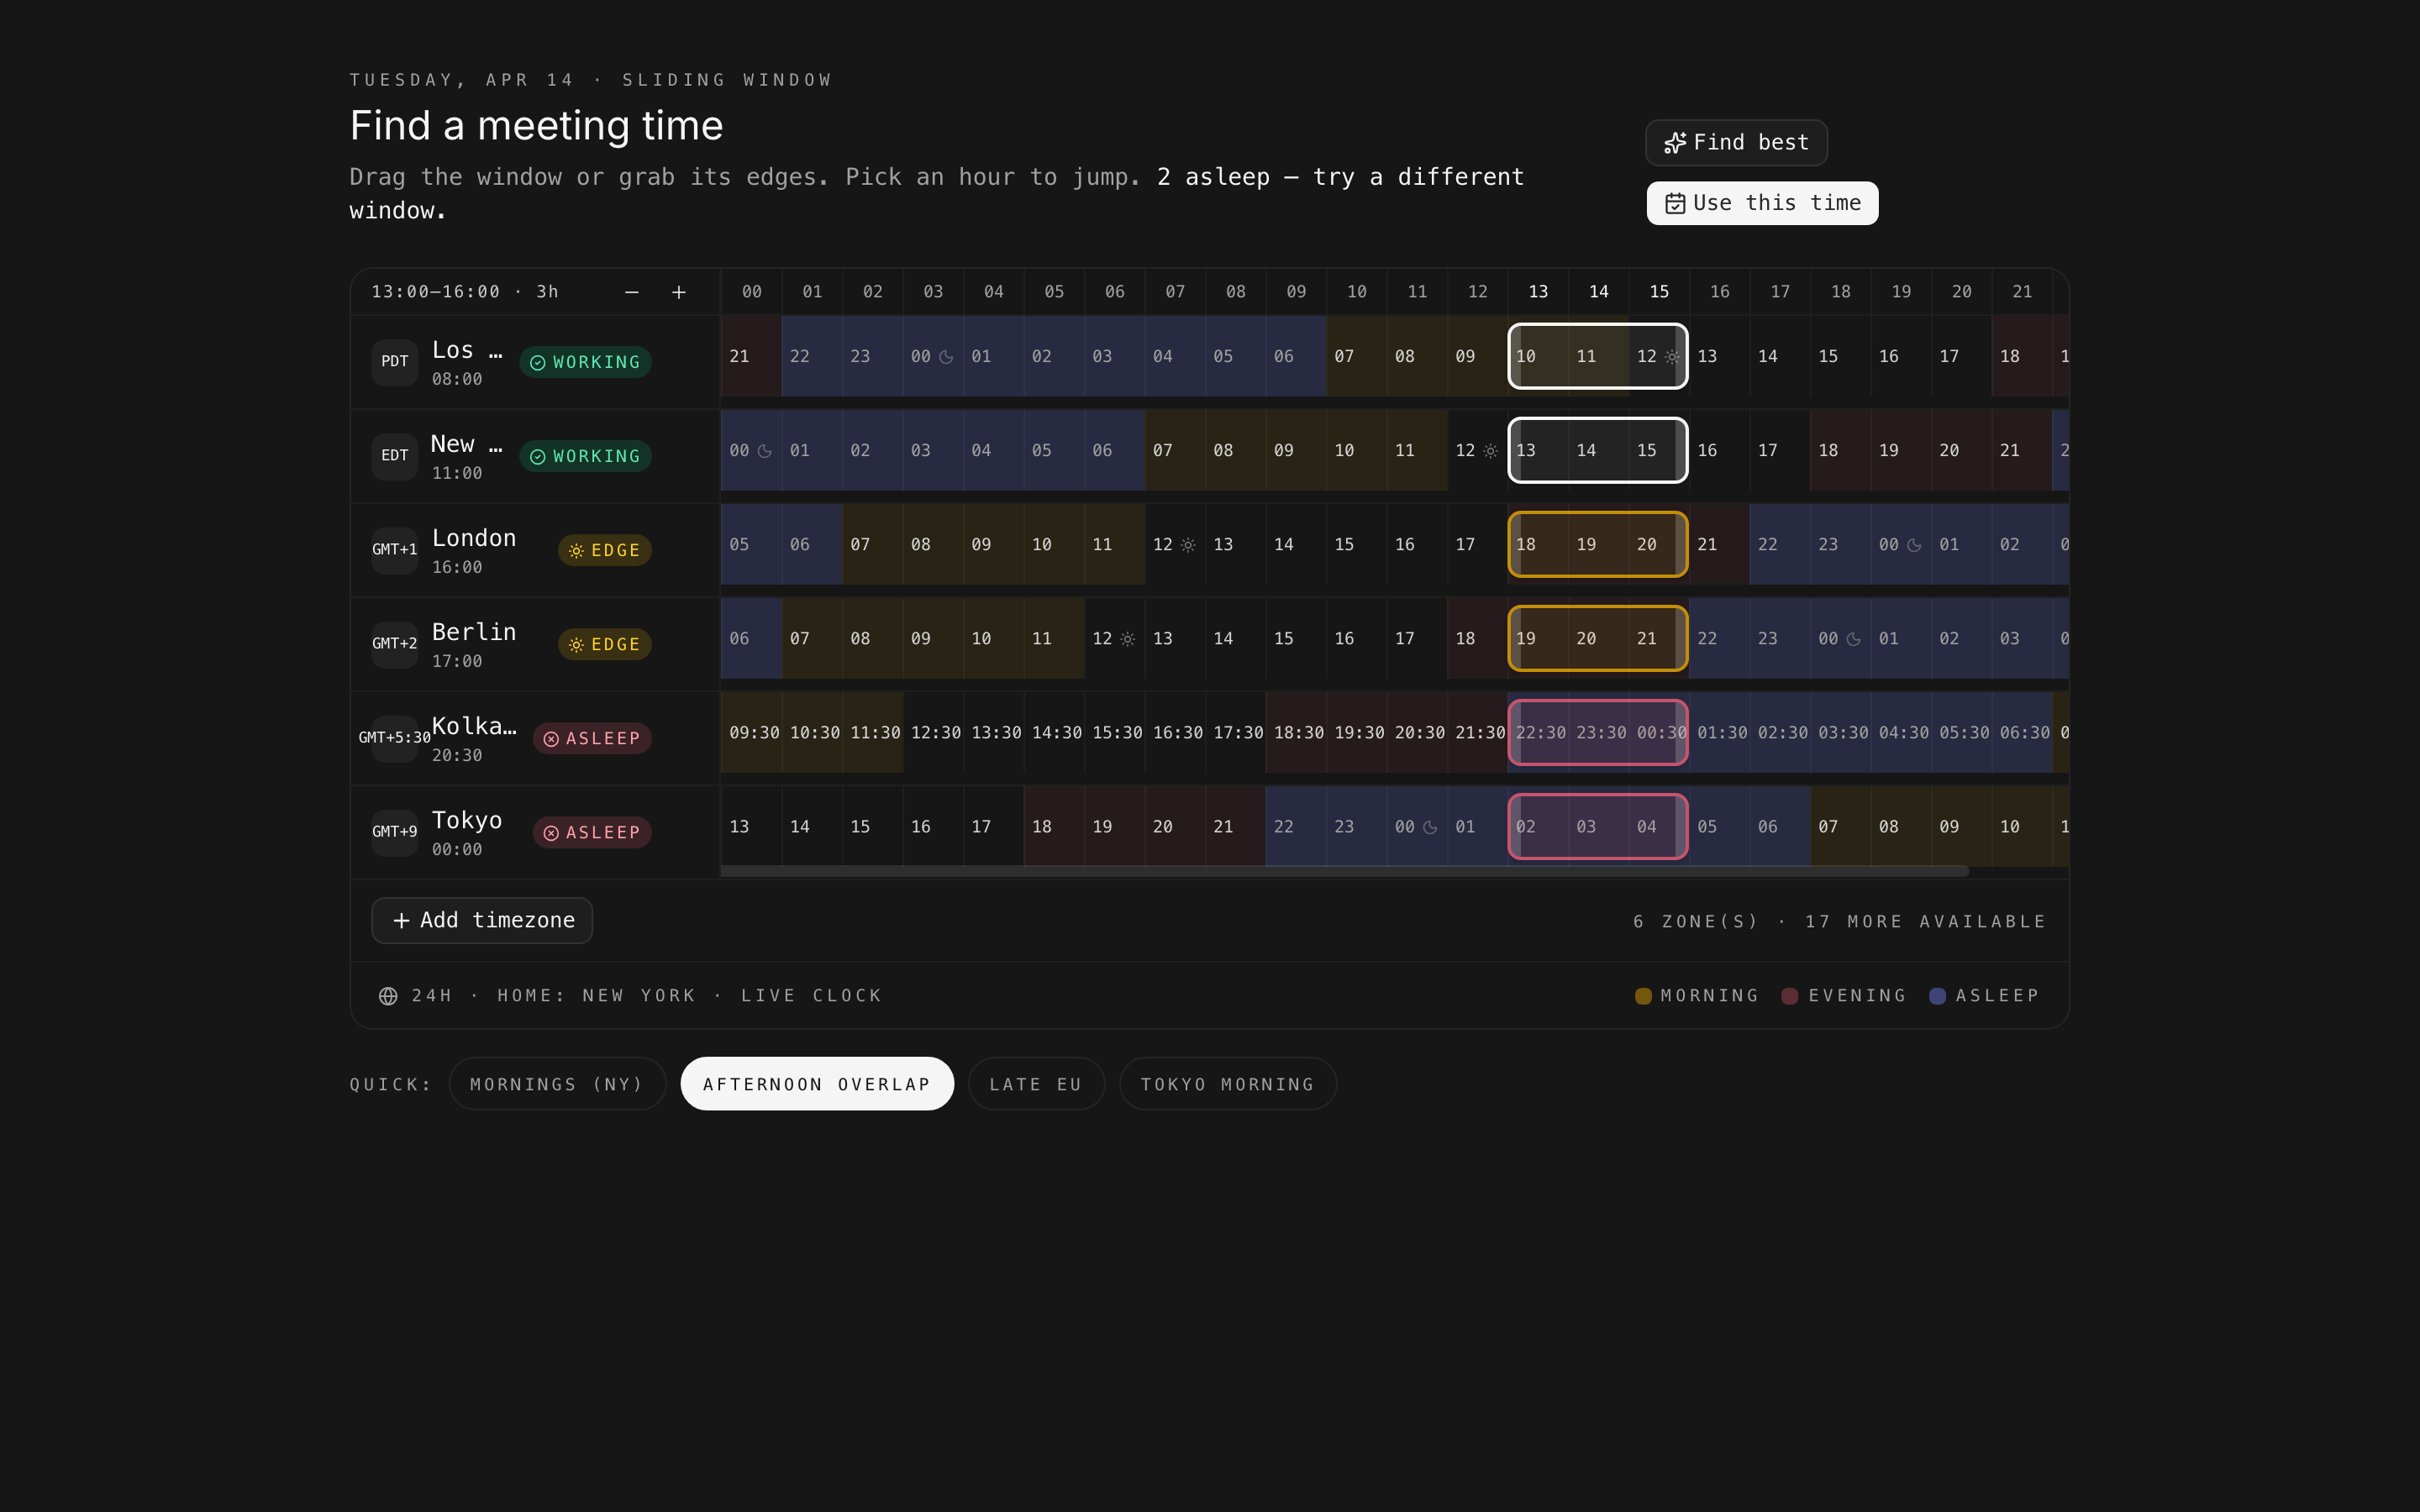 TUESDAY, APR 14 · SLIDING WINDOW
Find a meeting time
Drag the window or grab its edges. Pick an hour to jump. 2 asleep — try a different
window.
Find best
Use this time
13:00—16:00 · 3h − + 00 01 02 03 04 05 06 07 08 09 10 11 12 13 14 15 16 17 18 19 20 21
PDT Los … 08:00 WORKING 21 22 23 00 01 02 03 04 05 06 07 08 09 10 11 12 13 14 15 16 17 18
EDT New … 11:00 WORKING 00 01 02 03 04 05 06 07 08 09 10 11 12 13 14 15 16 17 18 19 20 21
GMT+1 London 16:00 EDGE 05 06 07 08 09 10 11 12 13 14 15 16 17 18 19 20 21 22 23 00 01 02
GMT+2 Berlin 17:00 EDGE 06 07 08 09 10 11 12 13 14 15 16 17 18 19 20 21 22 23 00 01 02 03
GMT+5:30 Kolka… 20:30 ASLEEP 09:30 10:30 11:30 12:30 13:30 14:30 15:30 16:30 17:30 18:30 19:30 20:30 21:30 22:30 23:30 00:30 01:30 02:30 03:30 04:30 05:30 06:30
GMT+9 Tokyo 00:00 ASLEEP 13 14 15 16 17 18 19 20 21 22 23 00 01 02 03 04 05 06 07 08 09 10
+ Add timezone
6 ZONE(S) · 17 MORE AVAILABLE
24H · HOME: NEW YORK · LIVE CLOCK
MORNING EVENING ASLEEP
QUICK: MORNINGS (NY) AFTERNOON OVERLAP LATE EU TOKYO MORNING